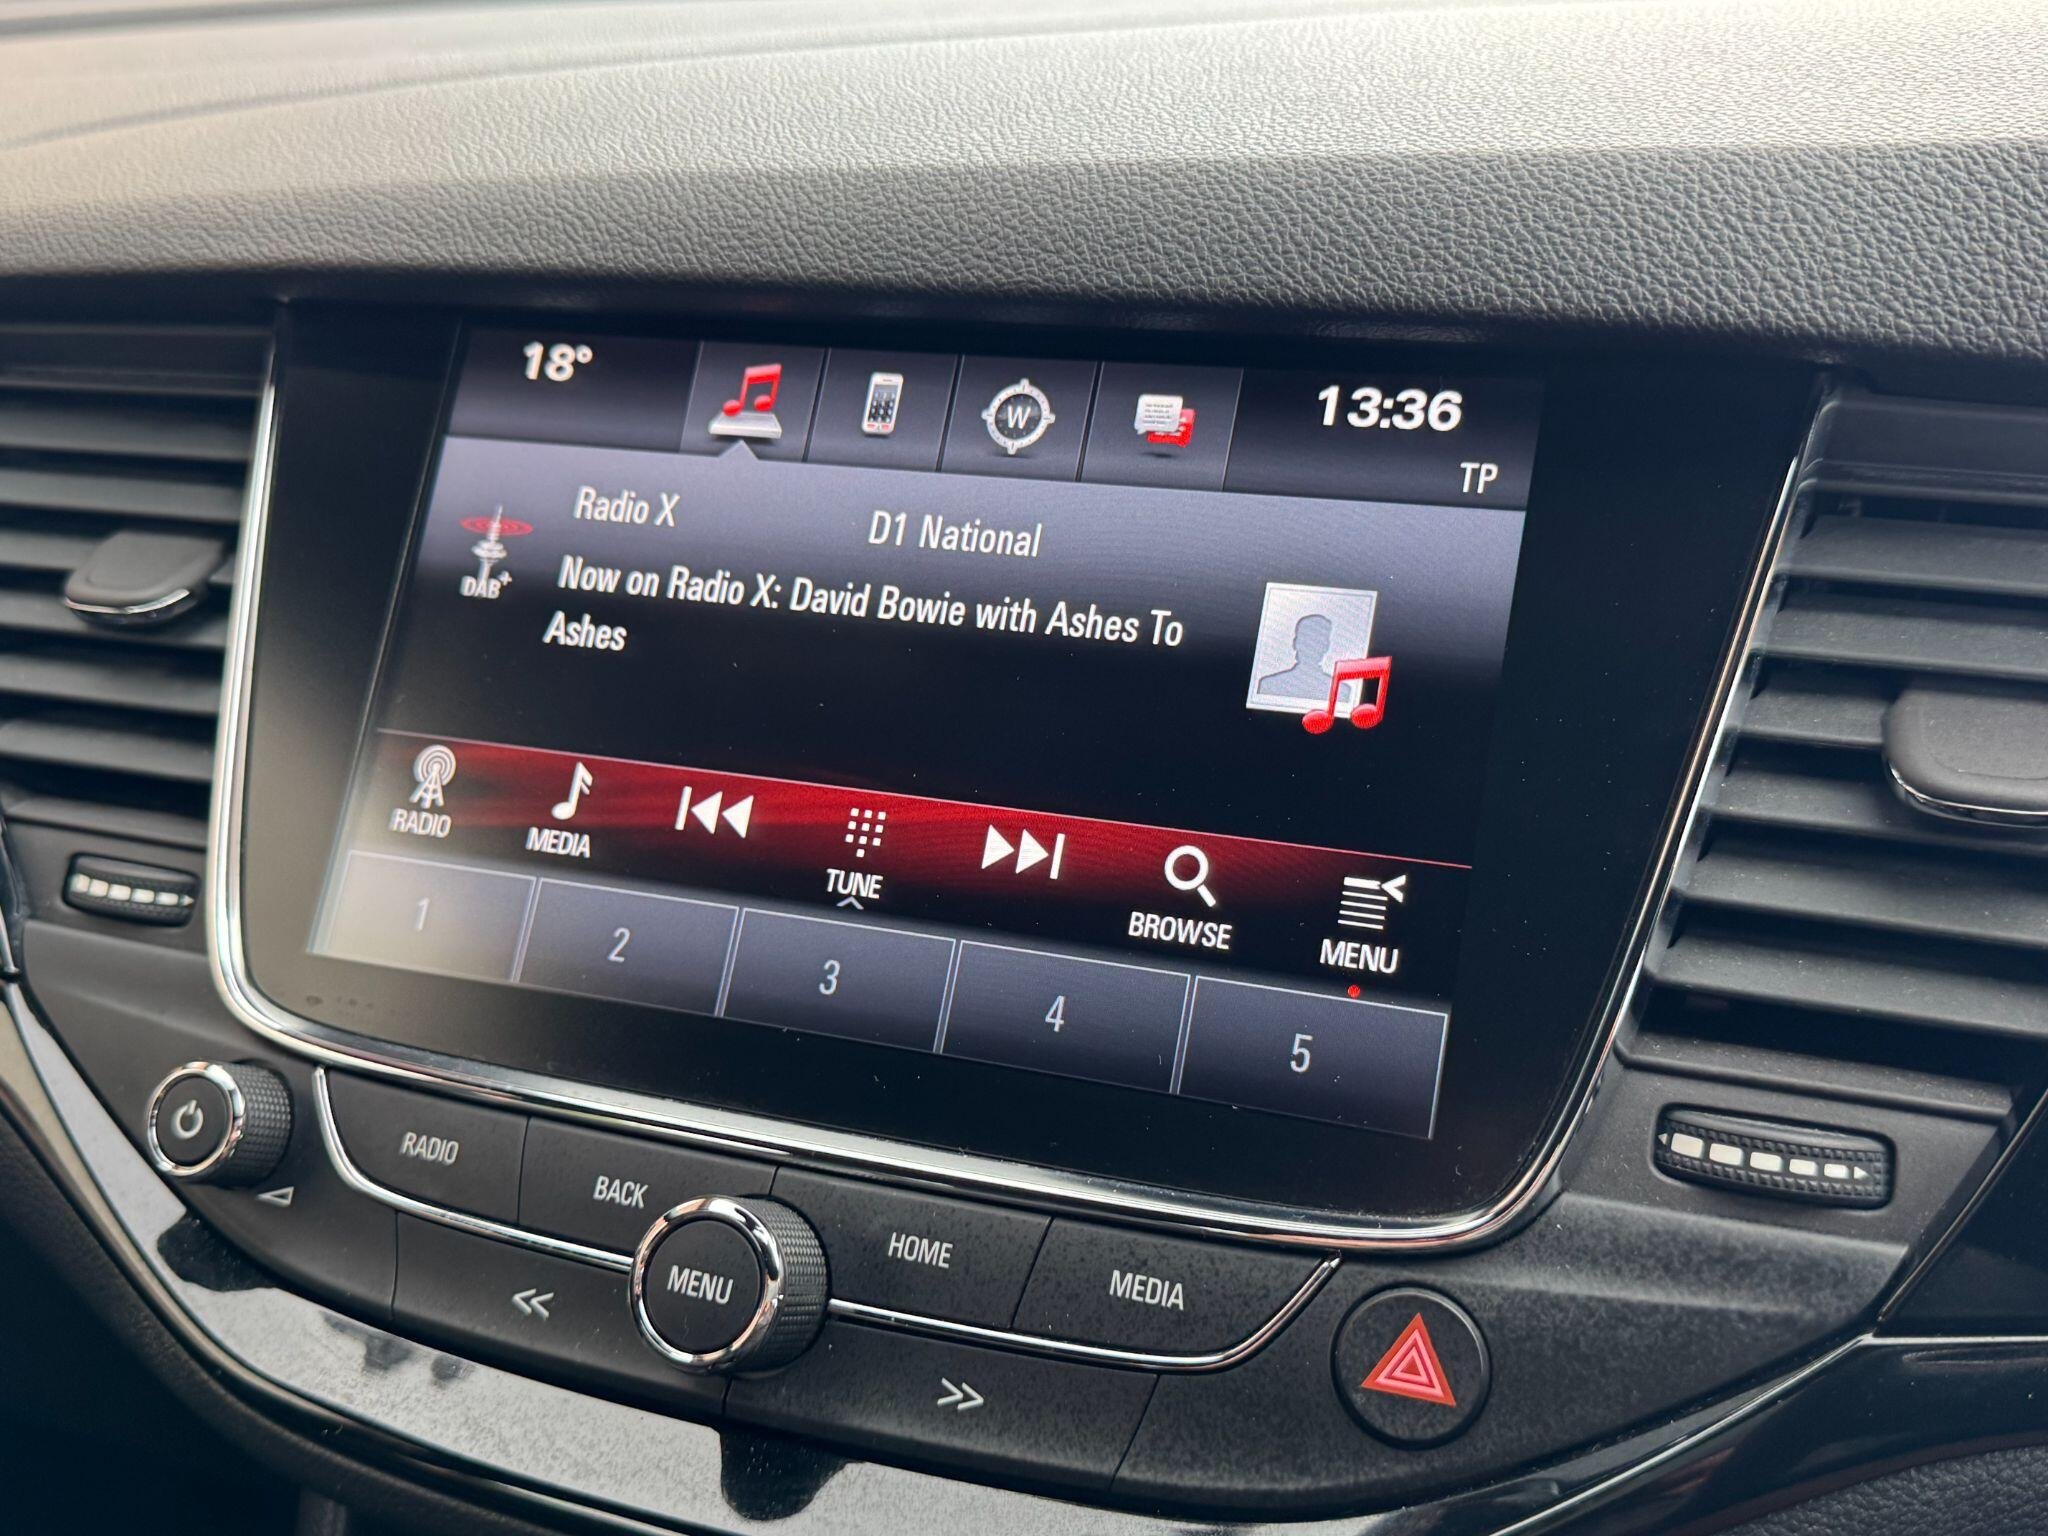 18°
W
13:36
TP
Radio X
D1 National
DAB+
Now on Radio X: David Bowie with Ashes To
Ashes
RADIO
MEDIA
TUNE
BROWSE
MENU
1
2
3
4
5
RADIO
BACK
MENU
HOME
MEDIA